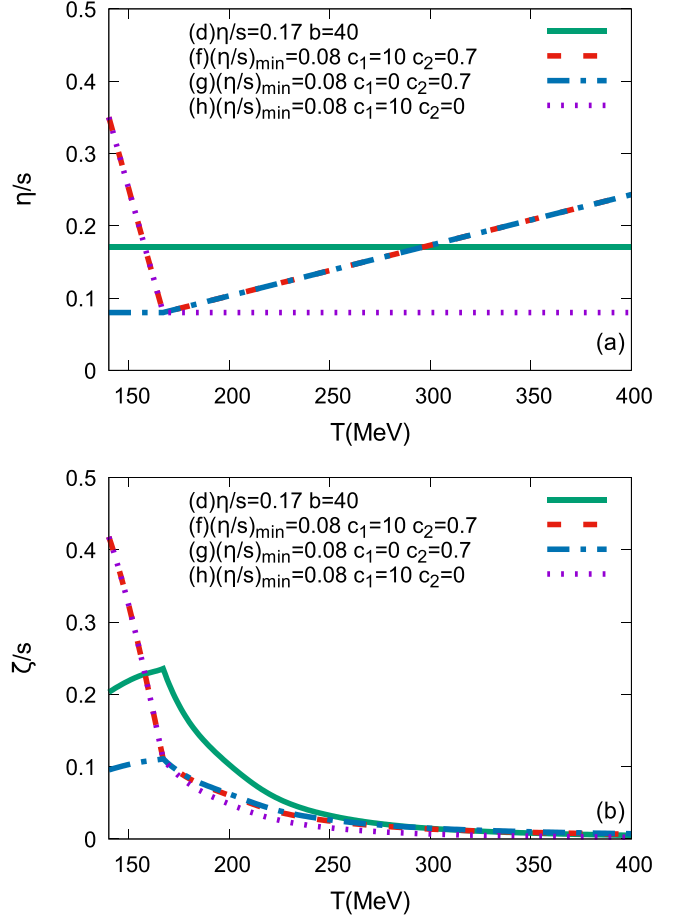 0.5
0.4
0.3
0.2
0.1
0
η/s
(d)η/s=0.17 b=40
(f)(η/s)min=0.08 c1=10 c2=0.7
(g)(η/s)min=0.08 c1=0 c2=0.7
(h)(η/s)min=0.08 c1=10 c2=0
(a)
150 200 250 300 350 400
T(MeV)
0.5
0.4
0.3
0.2
0.1
0
ζ/s
(d)η/s=0.17 b=40
(f)(η/s)min=0.08 c1=10 c2=0.7
(g)(η/s)min=0.08 c1=0 c2=0.7
(h)(η/s)min=0.08 c1=10 c2=0
(b)
150 200 250 300 350 400
T(MeV)